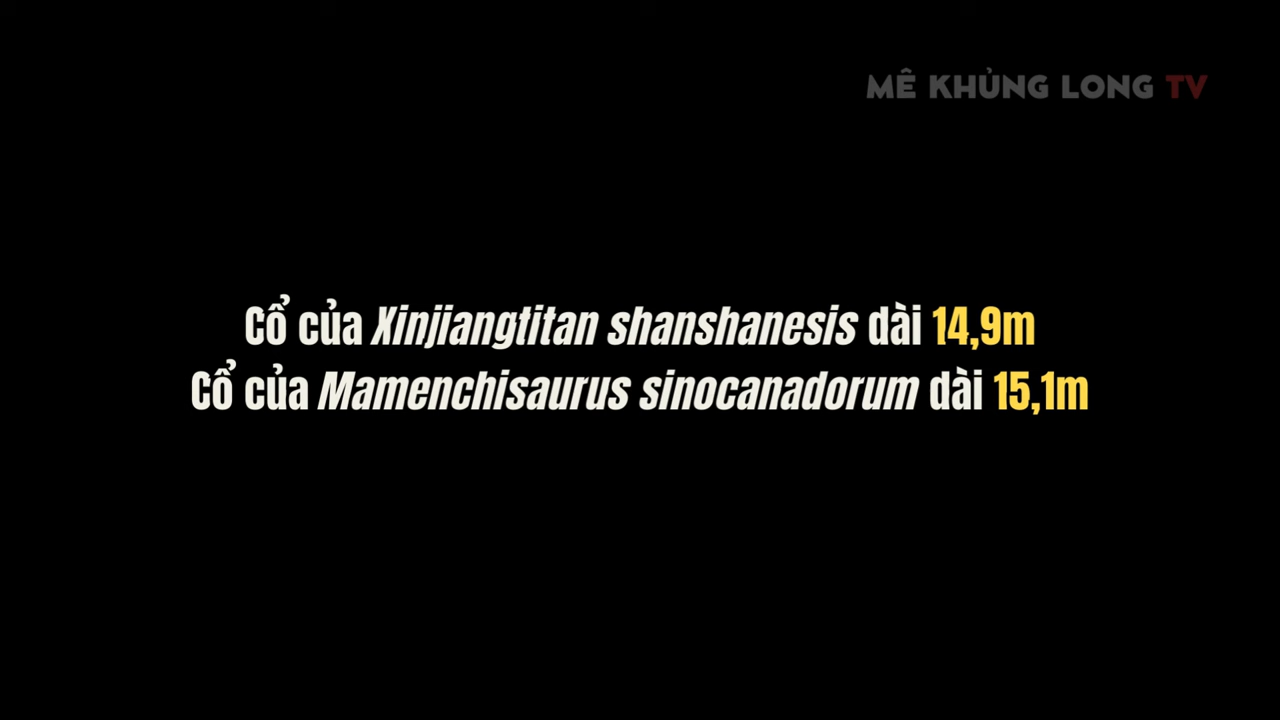 MÊ KHỦNG LONG TV
Cổ của Xinjiangtitan shanshanesis dài 14,9m
Cổ của Mamenchisaurus sinocanadorum dài 15,1m